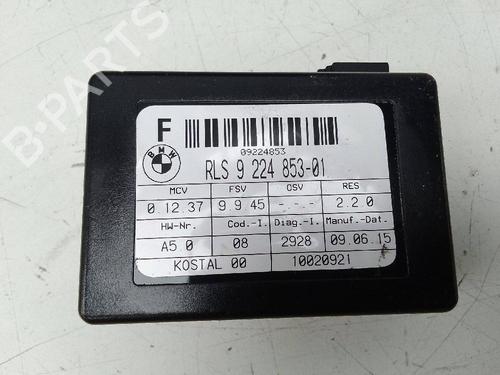 F
09224853
BMW
RLS 9 224 853-01
MCV FSV OSV RES
0.12.37 9 9 45 -.-.- 2.2 0
HW-Nr. Cod.-I. Diag.-I. Manuf.-Dat.
A5.0 08 2928 09.06.15
KOSTAL 00 10020921
B-PARTS